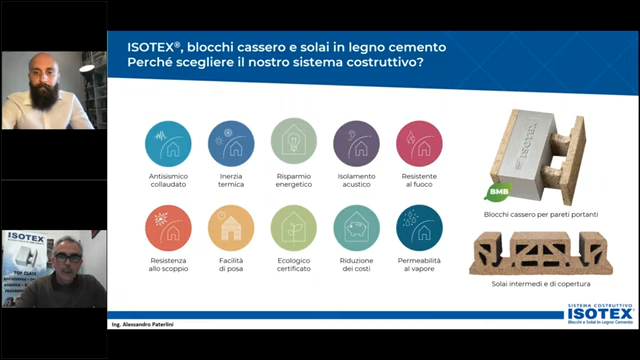 ISOTEX®, blocchi cassero e solai in legno cemento
Perché scegliere il nostro sistema costruttivo?
Antisismico
collaudato
Inerzia
termica
Risparmio
energetico
Isolamento
acustico
Resistente
al fuoco
ISOTEX
BMB
Blocchi cassero per pareti portanti
Resistenza
allo scoppio
Facilità
di posa
Ecologico
certificato
Riduzione
dei costi
Permeabilità
al vapore
Solai intermedi e di copertura
ISOTEX
TOP CLASS
SISTEMA COSTRUTTIVO
ISOTEX®
Blocchi e Solai in Legno Cemento
Ing. Alessandro Paterlini